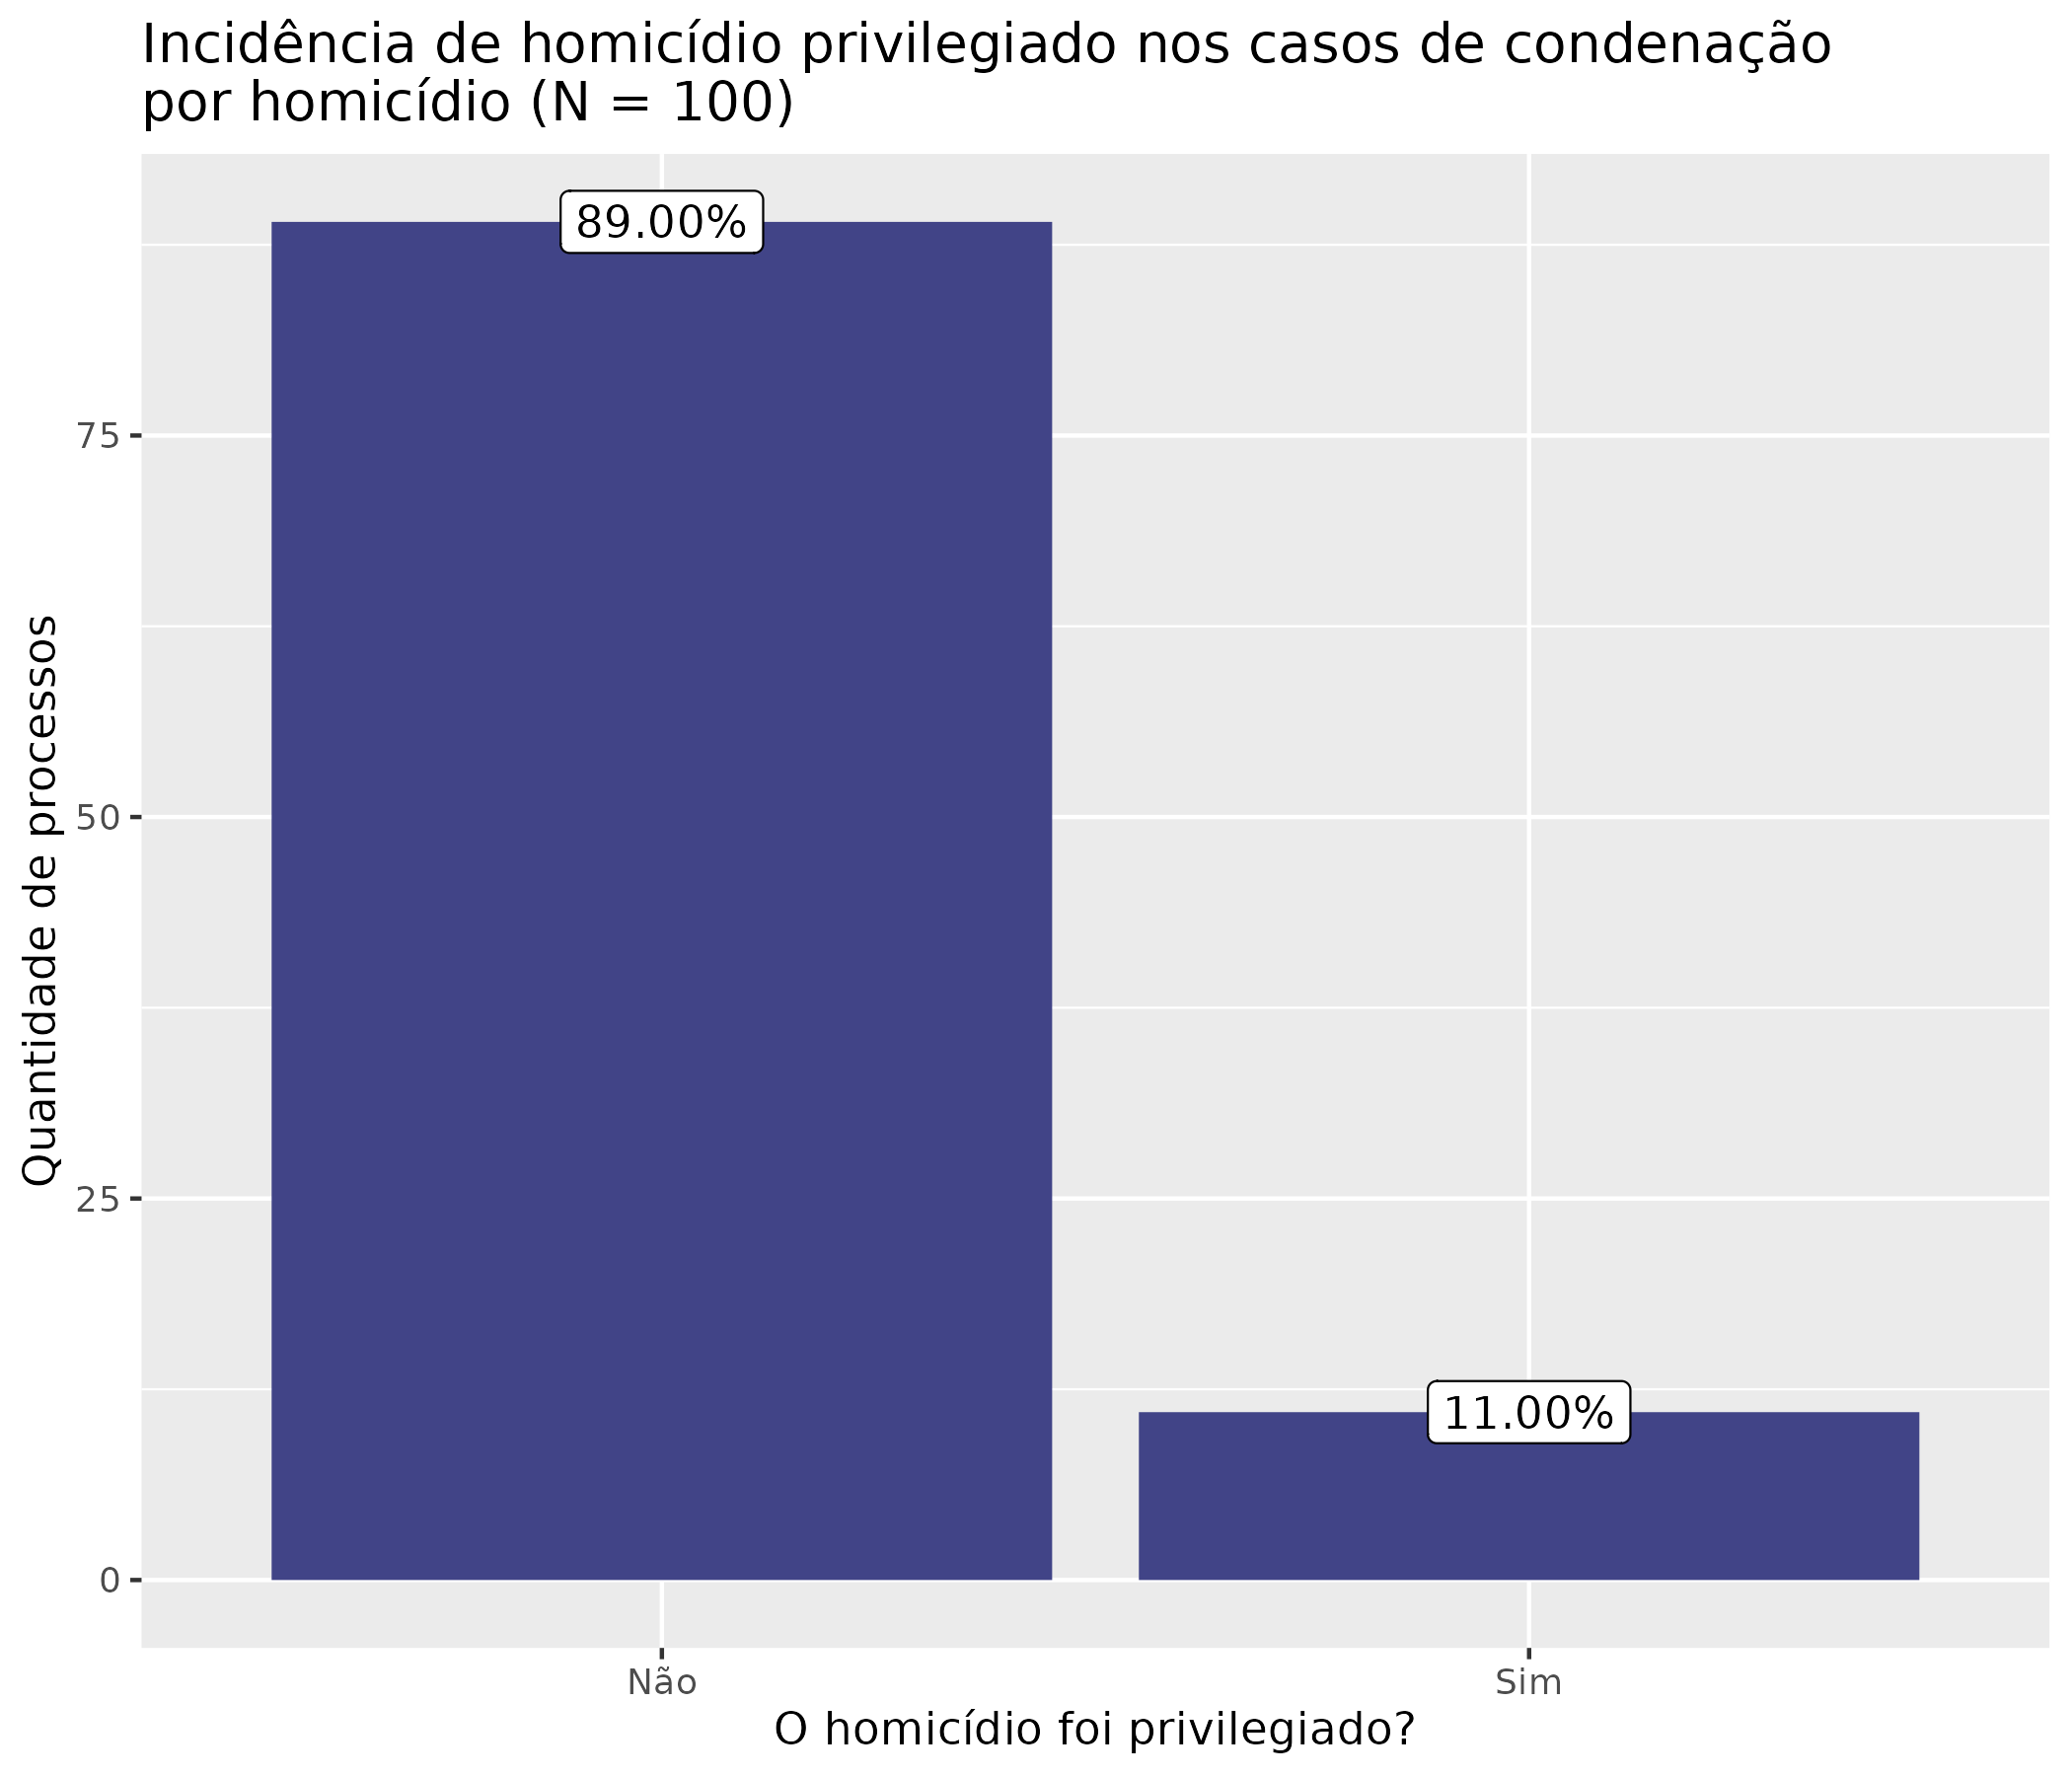 Incidência de homicídio privilegiado nos casos de condenação
por homicídio (N = 100)
89.00%
75
50
25
0
11.00%
Quantidade de processos
Não
Sim
O homicídio foi privilegiado?